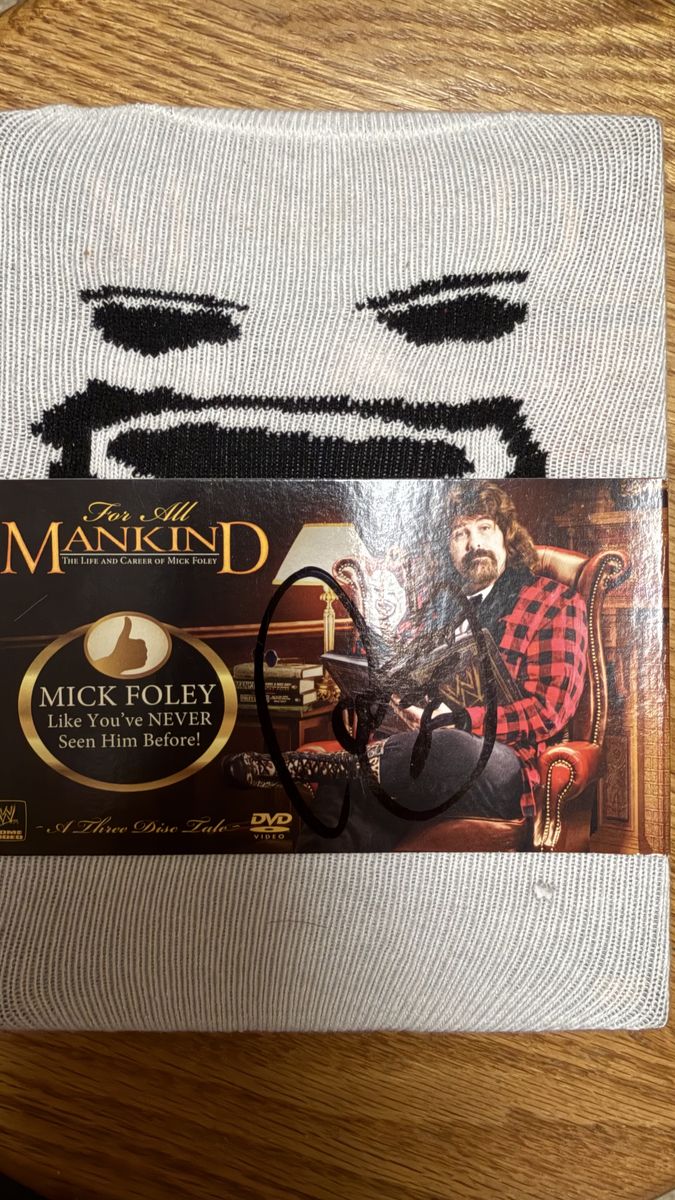 For All
MANKIND
THE LIFE AND CAREER OF MICK FOLEY
MICK FOLEY
Like You've NEVER
Seen Him Before!
W
~A Three Disc Tale~
DVD
VIDEO